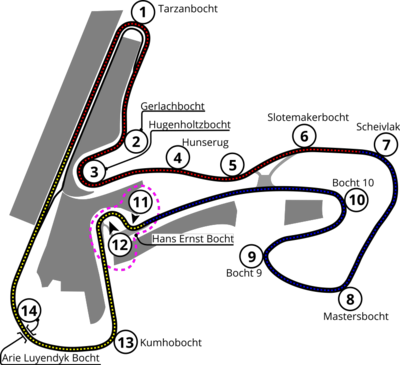 1
Tarzanbocht
Gerlachbocht
Hugenholtzbocht
2
Hunserug
3
4
5
6
Slotemakerbocht
Scheivlak
7
Bocht 10
10
11
12
Hans Ernst Bocht
9
Bocht 9
8
Mastersbocht
14
13
Kumhobocht
Arie Luyendyk Bocht